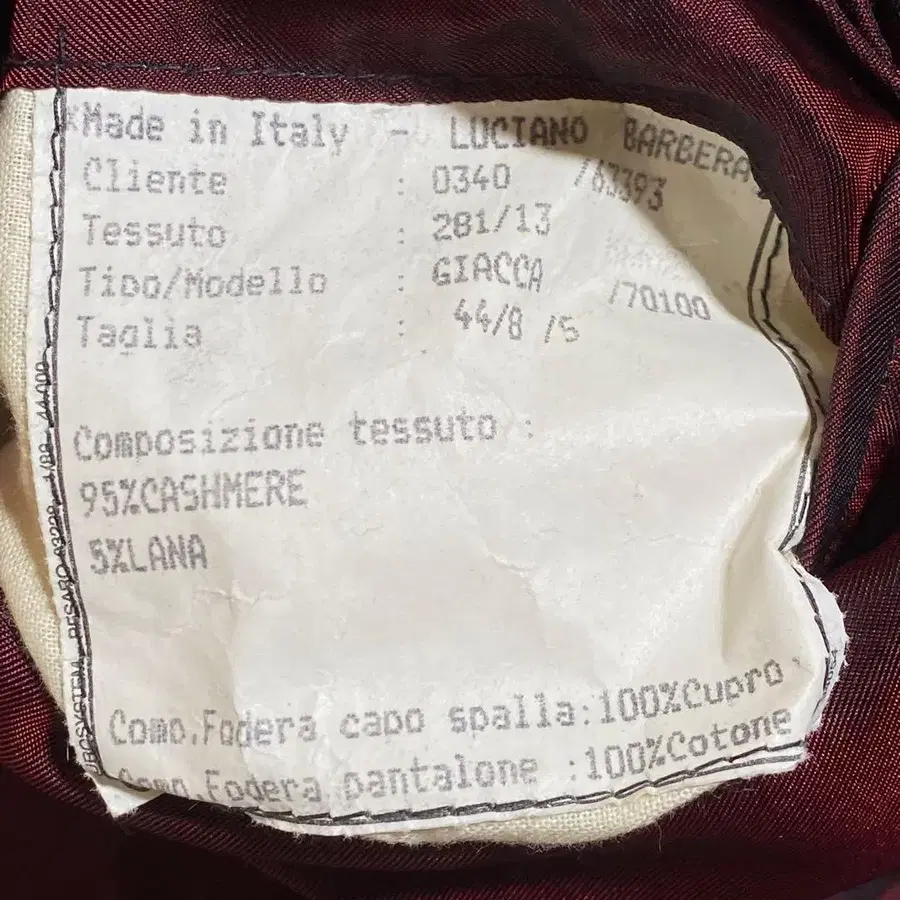 *Made in Italy - LUCIANO BARBERA
Cliente : 0340 /63393
Tessuto : 281/13
Tipo/Modello : GIACCA /70100
Taglia : 44/8 /5
Composizione tessuto :
95%CASHMERE
5%LANA
Comp.Fodera capo spalla:100%Cupro
Comp.Fodera pantalone :100%Cotone